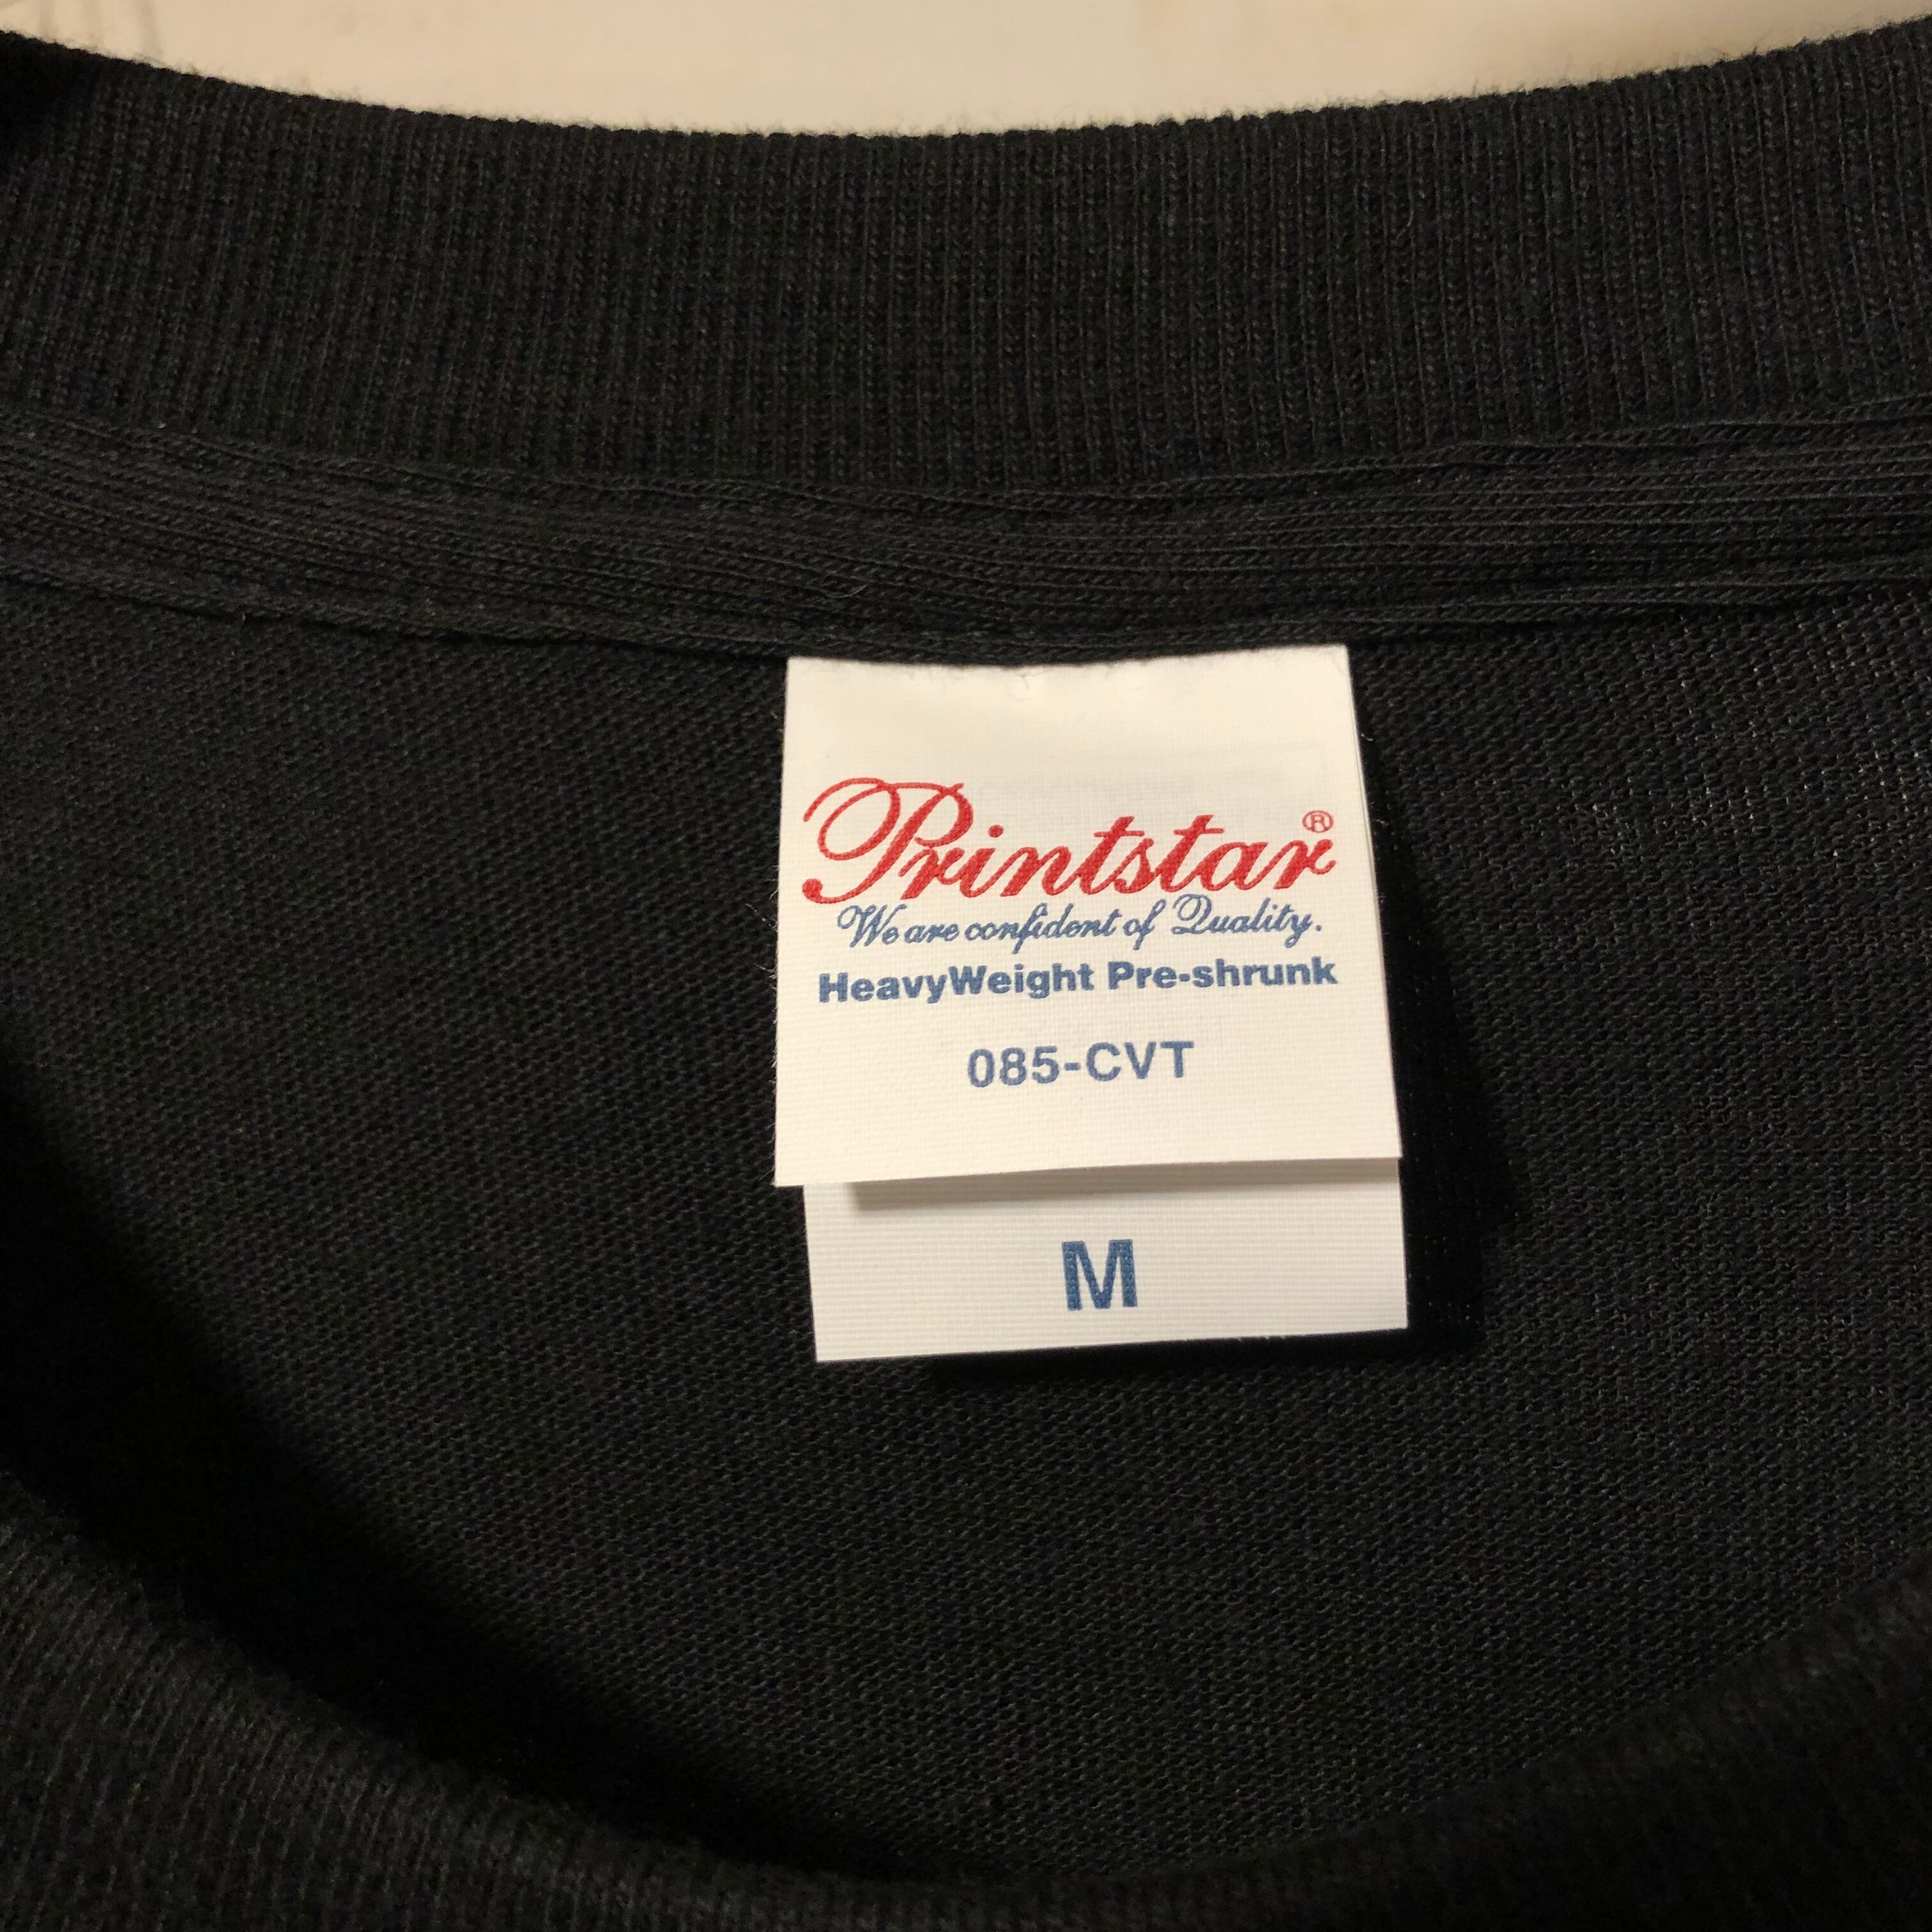 Printstar®
We are confident of Quality.
HeavyWeight Pre-shrunk
085-CVT
M